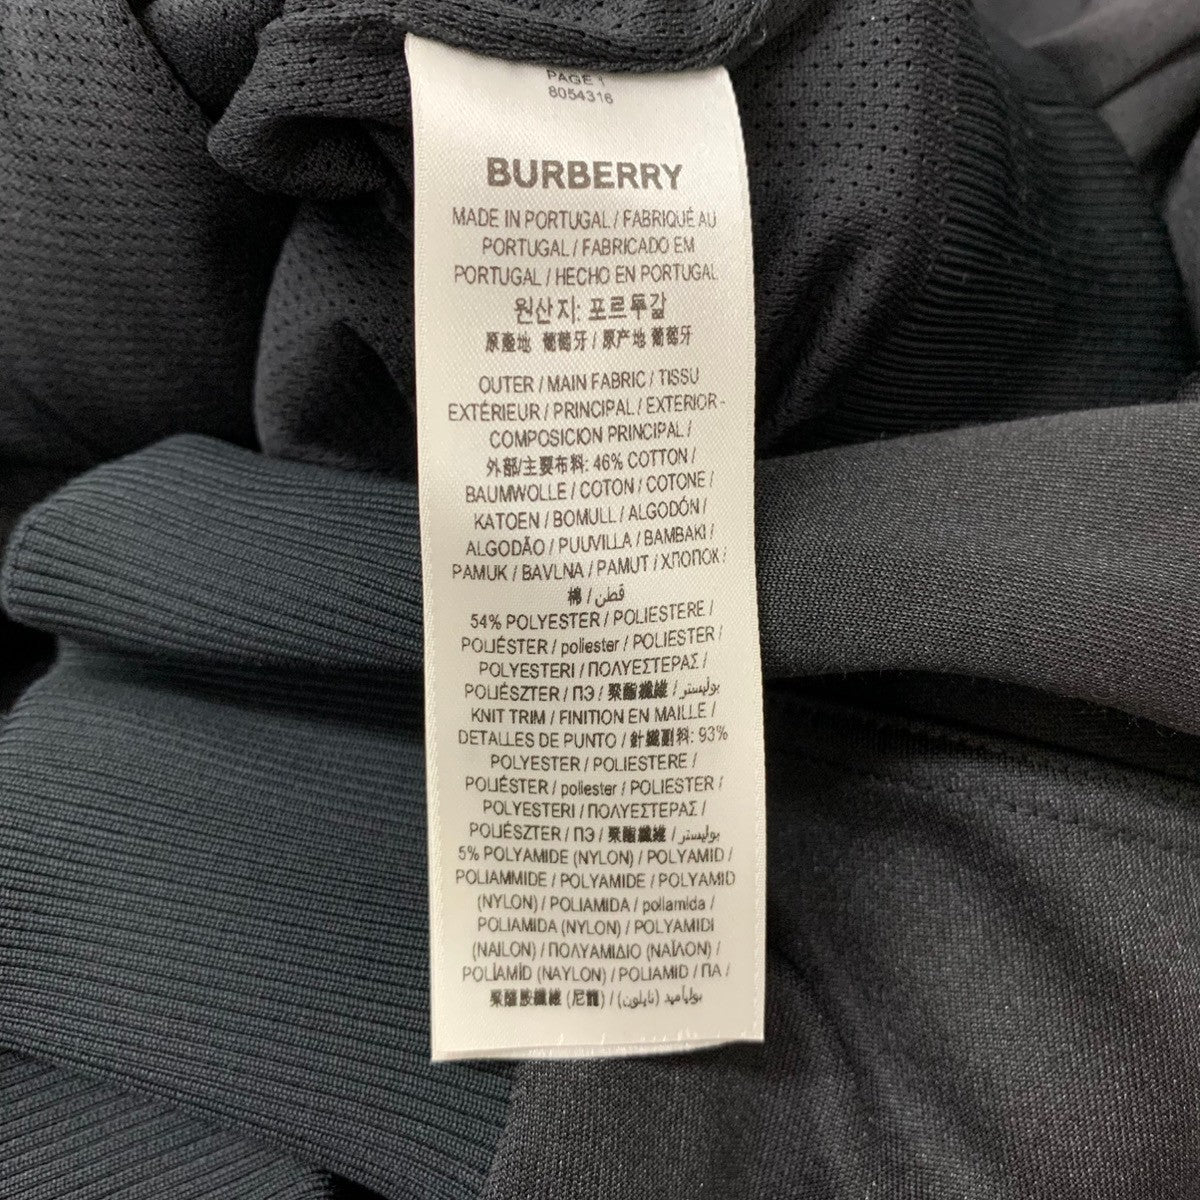 PAGE 1
8054316
BURBERRY
MADE IN PORTUGAL / FABRIQUÉ AU
PORTUGAL / FABRICADO EM
PORTUGAL / HECHO EN PORTUGAL
원산지: 포르투갈
原產地 葡萄牙 / 原产地 葡萄牙
OUTER / MAIN FABRIC / TISSU
EXTÉRIEUR / PRINCIPAL / EXTERIOR -
COMPOSICION PRINCIPAL /
外部/主要布料: 46% COTTON /
BAUMWOLLE / COTON / COTONE /
KATOEN / BOMULL / ALGODÓN /
ALGODÃO / PUUVILLA / BAMBAKI /
PAMUK / BAVLNA / PAMUT / ХЛОПОК /
棉 / قطن
54% POLYESTER / POLIESTERE /
POLIÉSTER / poliester / POLIESTER /
POLYESTERI / ΠΟΛΥΕΣΤΕΡΑΣ /
POLIÉSZTER / ПЭ / 聚酯纖維 / بوليستر
KNIT TRIM / FINITION EN MAILLE /
DETALLES DE PUNTO / 針織副料: 93%
POLYESTER / POLIESTERE /
POLIÉSTER / poliester / POLIESTER /
POLYESTERI / ΠΟΛΥΕΣΤΕΡΑΣ /
POLIÉSZTER / ПЭ / 聚酯纖維 / بوليستر
5% POLYAMIDE (NYLON) / POLYAMID /
POLIAMMIDE / POLYAMIDE / POLYAMID
(NYLON) / POLIAMIDA / poliamida /
POLIAMIDA (NYLON) / POLYAMIDI
(NAILON) / ΠΟΛΥΑΜΙΔΙΟ (ΝΑΪΛΟΝ) /
POLÍAMÍD (NAYLON) / POLIAMID / ПА /
聚醯胺纖維 (尼龍) / بوليأميد (نايلون) /